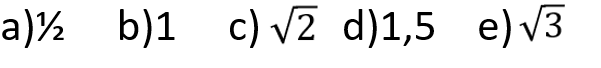 a)½ b)1 c) √2 d)1,5 e)√3